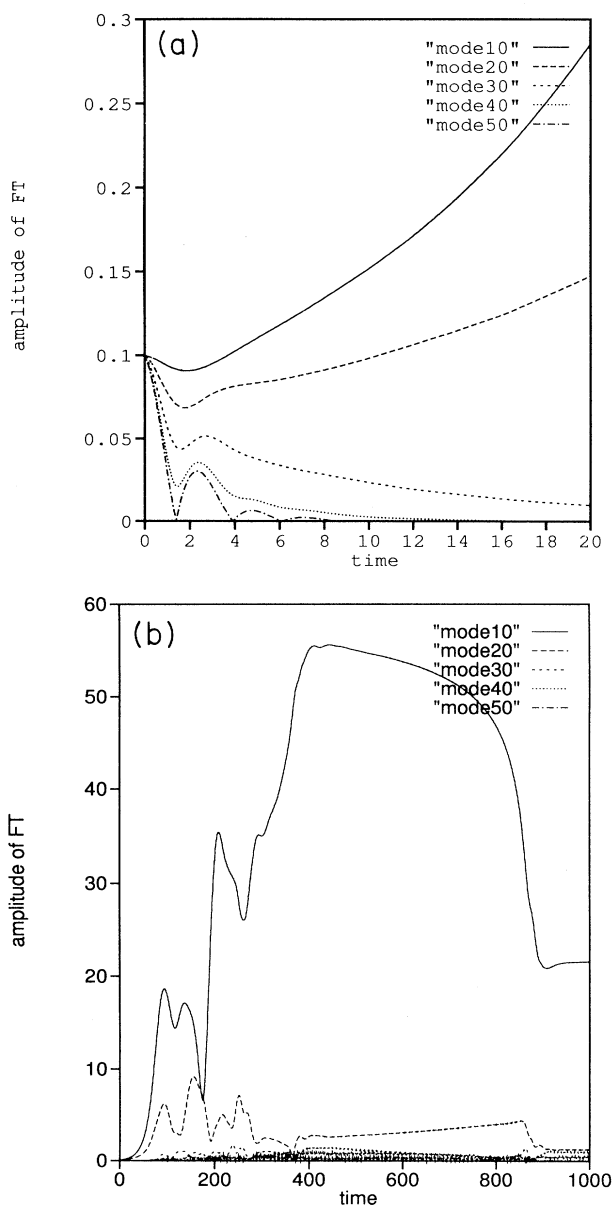 (a)
"mode10"
"mode20"
"mode30"
"mode40"
"mode50"
0.3
0.25
0.2
0.15
0.1
0.05
0
amplitude of FT
0 2 4 6 8 10 12 14 16 18 20
time
(b)
"mode10"
"mode20"
"mode30"
"mode40"
"mode50"
60
50
40
30
20
10
0
amplitude of FT
0 200 400 600 800 1000
time